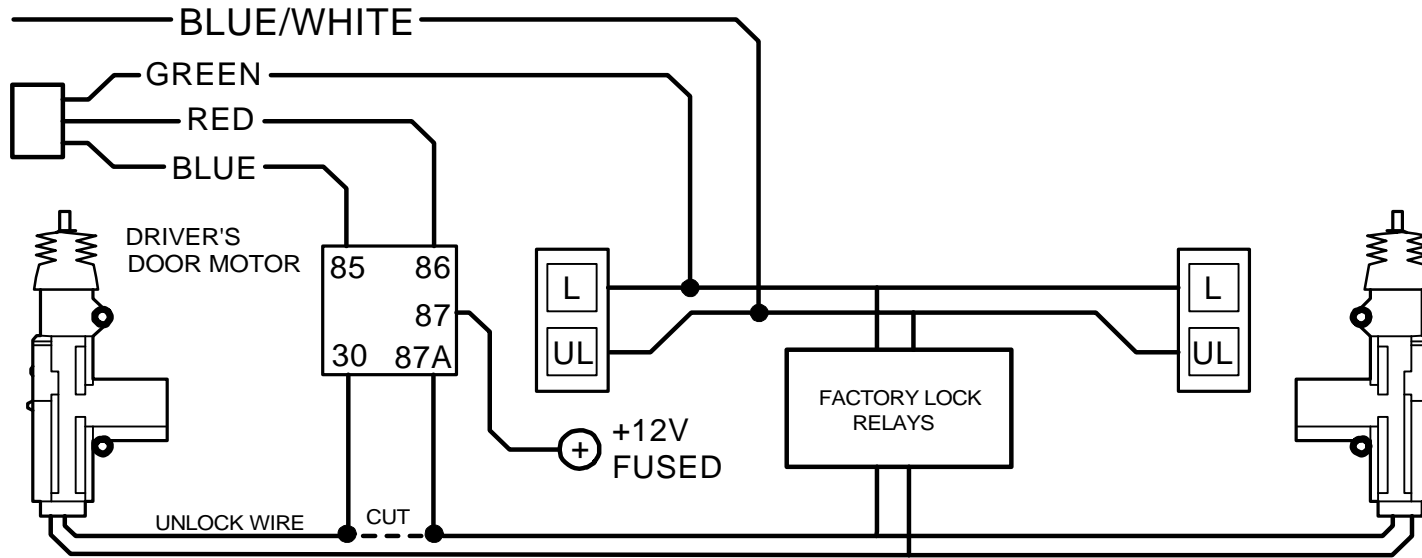 BLUE/WHITE
GREEN
RED
BLUE
DRIVER'S
DOOR MOTOR
85 86
87
30 87A
L
UL
L
UL
FACTORY LOCK
RELAYS
+
+12V
FUSED
UNLOCK WIRE
CUT